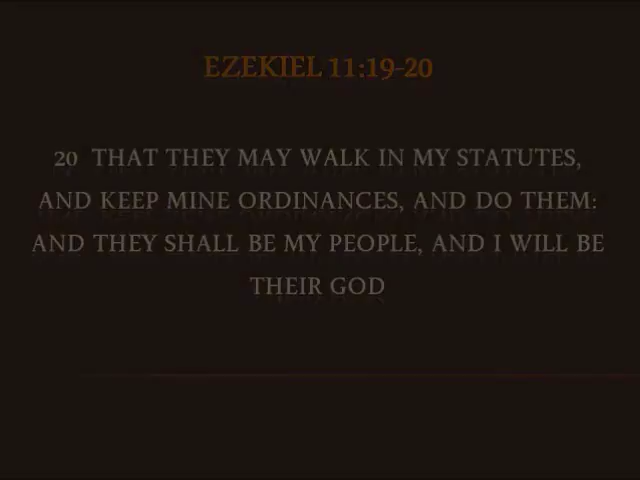 EZEKIEL 11:19-20
20 THAT THEY MAY WALK IN MY STATUTES,
AND KEEP MINE ORDINANCES, AND DO THEM:
AND THEY SHALL BE MY PEOPLE, AND I WILL BE
THEIR GOD